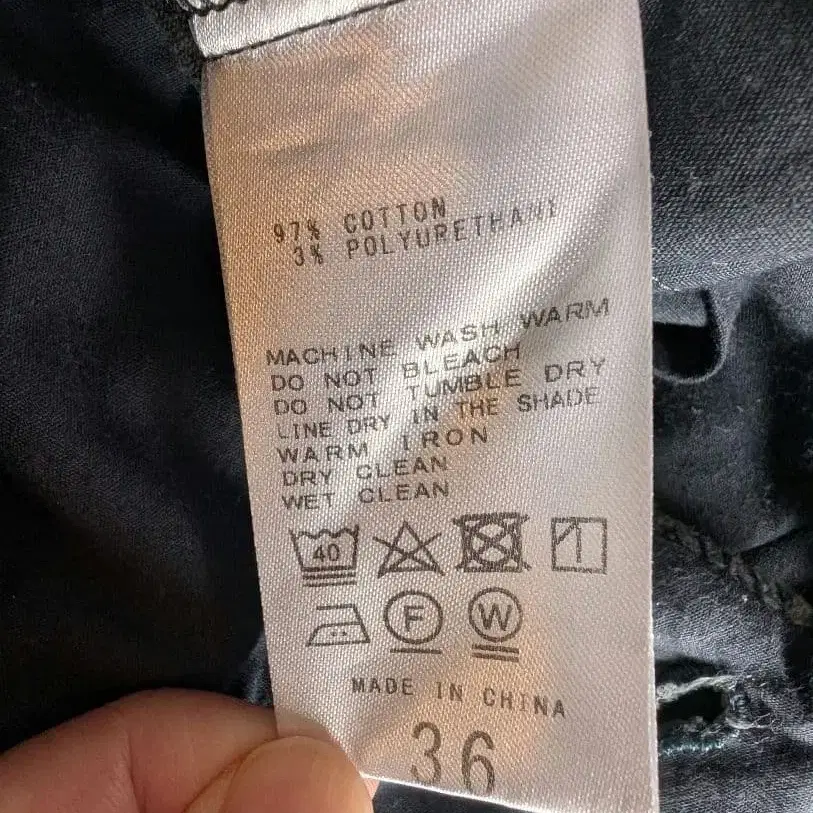 97% COTTON
3% POLYURETHANE
MACHINE WASH WARM
DO NOT BLEACH
DO NOT TUMBLE DRY
LINE DRY IN THE SHADE
WARM IRON
DRY CLEAN
WET CLEAN
40
F W
MADE IN CHINA
36